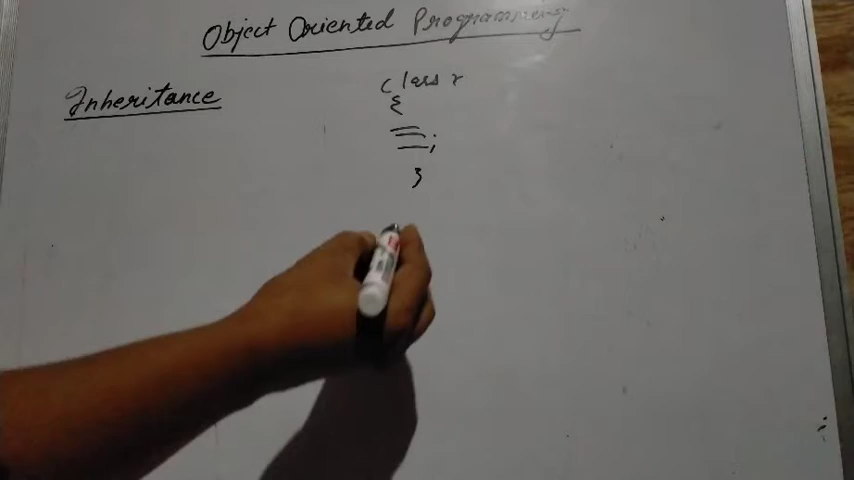 Object Oriented Programming
Inheritance
class r
{
;
}